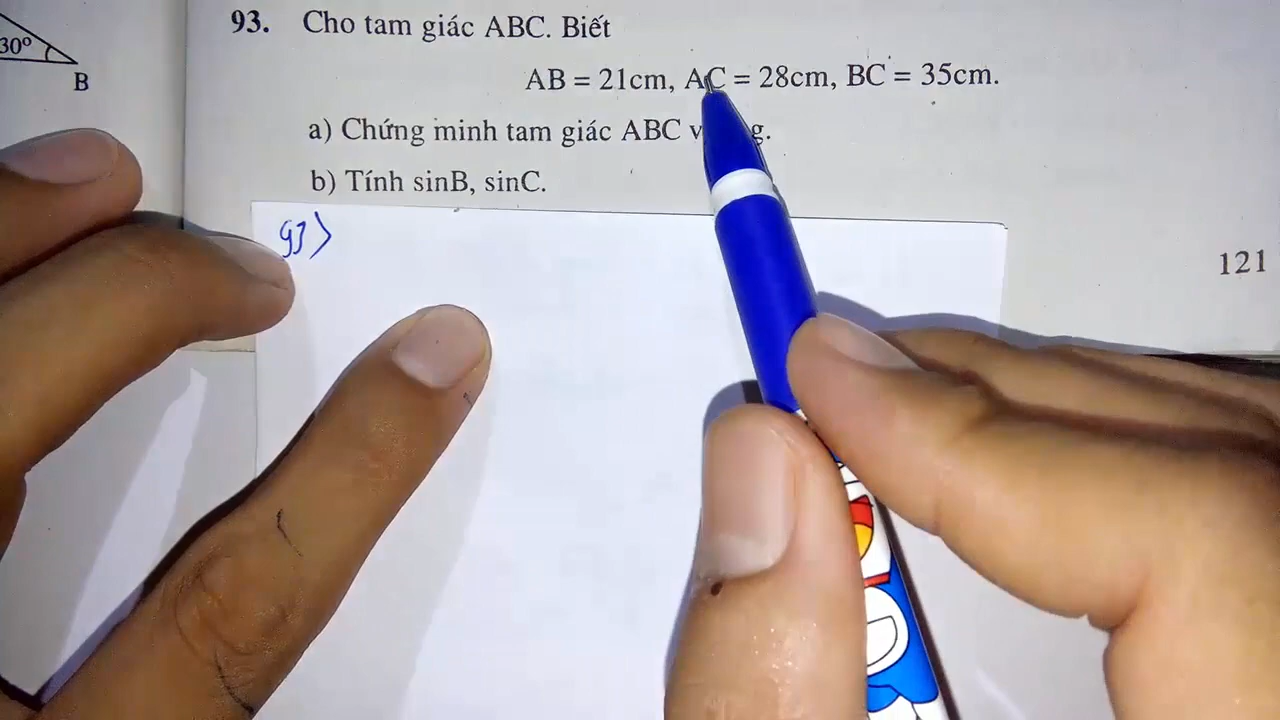 30°
B
93. Cho tam giác ABC. Biết
AB = 21cm, AC = 28cm, BC = 35cm.
a) Chứng minh tam giác ABC
b) Tính sinB, sinC.
93>
121